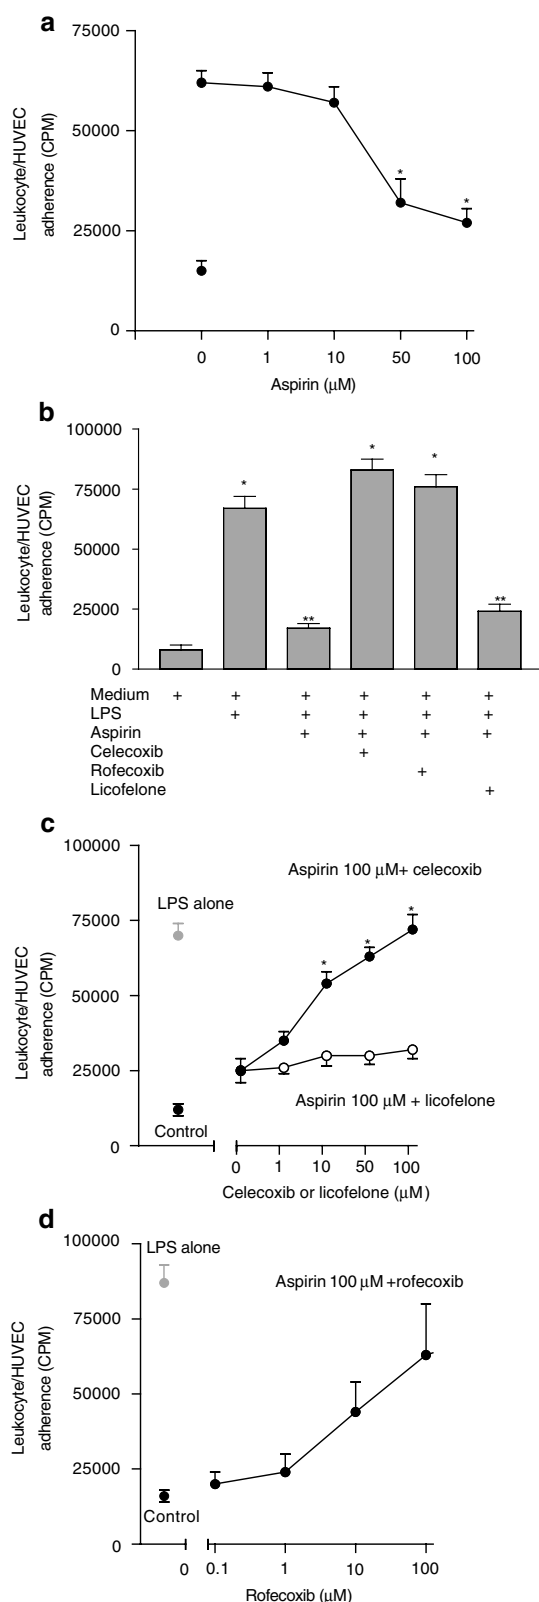 a
75000
50000
25000
0
Leukocyte/HUVEC
adherence (CPM)
* *
0 1 10 50 100
Aspirin (μM)
b
100000
75000
50000
25000
0
Leukocyte/HUVEC
adherence (CPM)
* ** * * **
Medium + + + + + +
LPS + + + + +
Aspirin + + + +
Celecoxib +
Rofecoxib +
Licofelone +
c
100000
75000
50000
25000
0
Leukocyte/HUVEC
adherence (CPM)
Aspirin 100 μM+ celecoxib
LPS alone
* * *
Aspirin 100 μM + licofelone
Control
0 1 10 50 100
Celecoxib or licofelone (μM)
d
100000
75000
50000
25000
0
Leukocyte/HUVEC
adherence (CPM)
LPS alone
Aspirin 100 μM +rofecoxib
Control
0 0.1 1 10 100
Rofecoxib (μM)